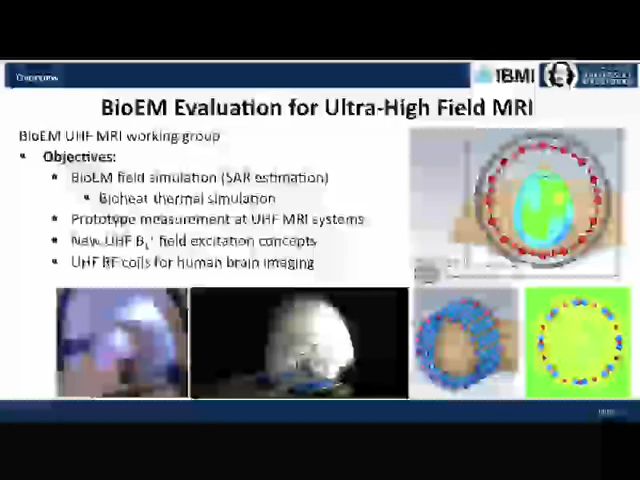 Overview
IBMI
BioEM Evaluation for Ultra-High Field MRI
BioEM UHF MRI working group
• Objectives:
• BioEM field simulation (SAR estimation)
• Bioheat thermal simulation
• Prototype measurement at UHF MRI systems
• New UHF B₁⁺ field excitation concepts
• UHF RF coils for human brain imaging